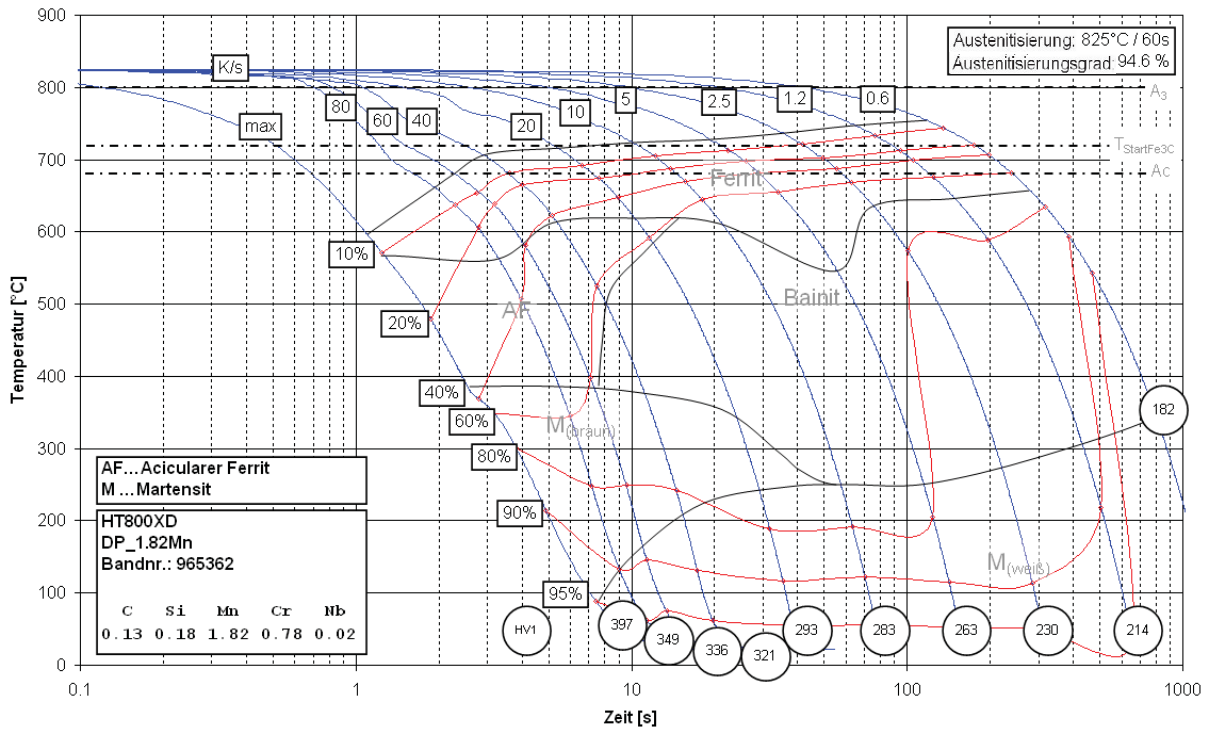 900
800
700
600
500
400
300
200
100
0
Temperatur [°C]
0.1
1
10
100
1000
Zeit [s]
Austenitisierung: 825°C / 60s
Austenitisierungsgrad: 94.6 %
K/s
max
80
60
40
20
10
5
2.5
1.2
0.6
A3
TStartFe3C
Ac
Ferrit
Bainit
AF
M(braun)
M(weiß)
10%
20%
40%
60%
80%
90%
95%
AF...Acicularer Ferrit
M ...Martensit
HT800XD
DP_1.82Mn
Bandnr.: 965362
C Si Mn Cr Nb
0.13 0.18 1.82 0.78 0.02
HV1
397
349
336
321
293
283
263
230
214
182